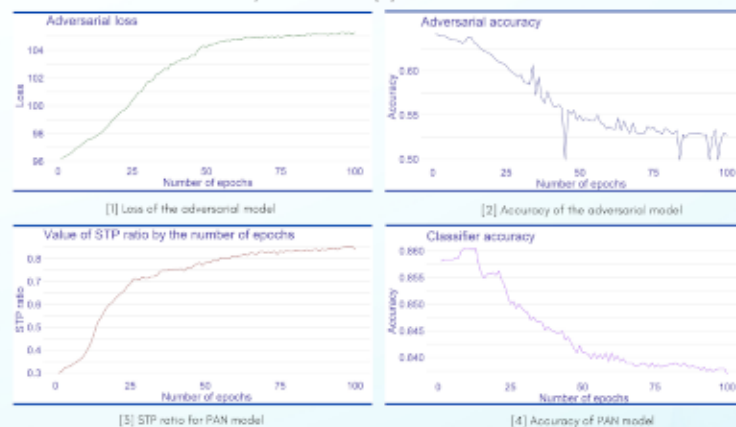 Adversarial loss
104
102
100
98
96
Loss
0 25 50 75 100
Number of epochs
[1] Loss of the adversarial model
Adversarial accuracy
0.60
0.55
0.50
Accuracy
0 25 50 75 100
Number of epochs
[2] Accuracy of the adversarial model
Value of STP ratio by the number of epochs
0.8
0.7
0.6
0.5
0.4
0.3
STP ratio
0 25 50 75 100
Number of epochs
[3] STP ratio for PAN model
Classifier accuracy
0.860
0.855
0.850
0.845
0.840
Accuracy
0 25 50 75 100
Number of epochs
[4] Accuracy of PAN model